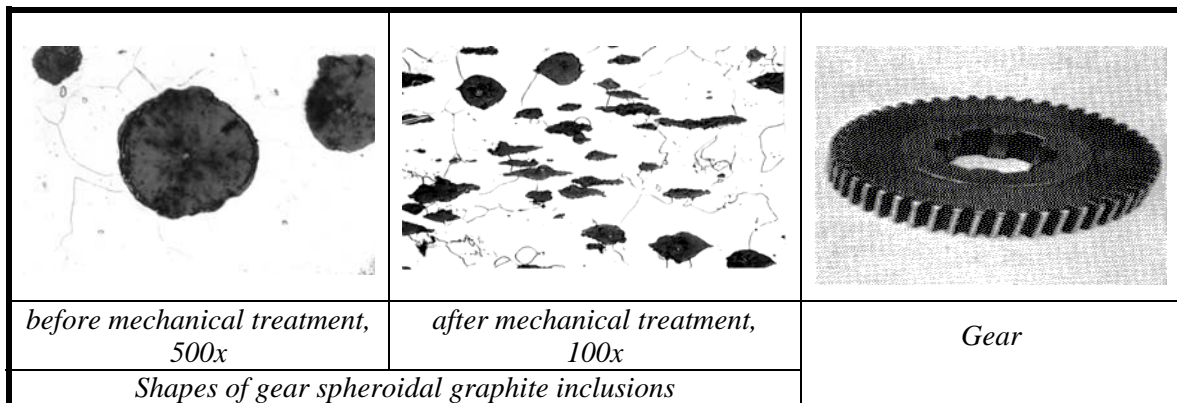 before mechanical treatment,
500x
after mechanical treatment,
100x
Gear
Shapes of gear spheroidal graphite inclusions